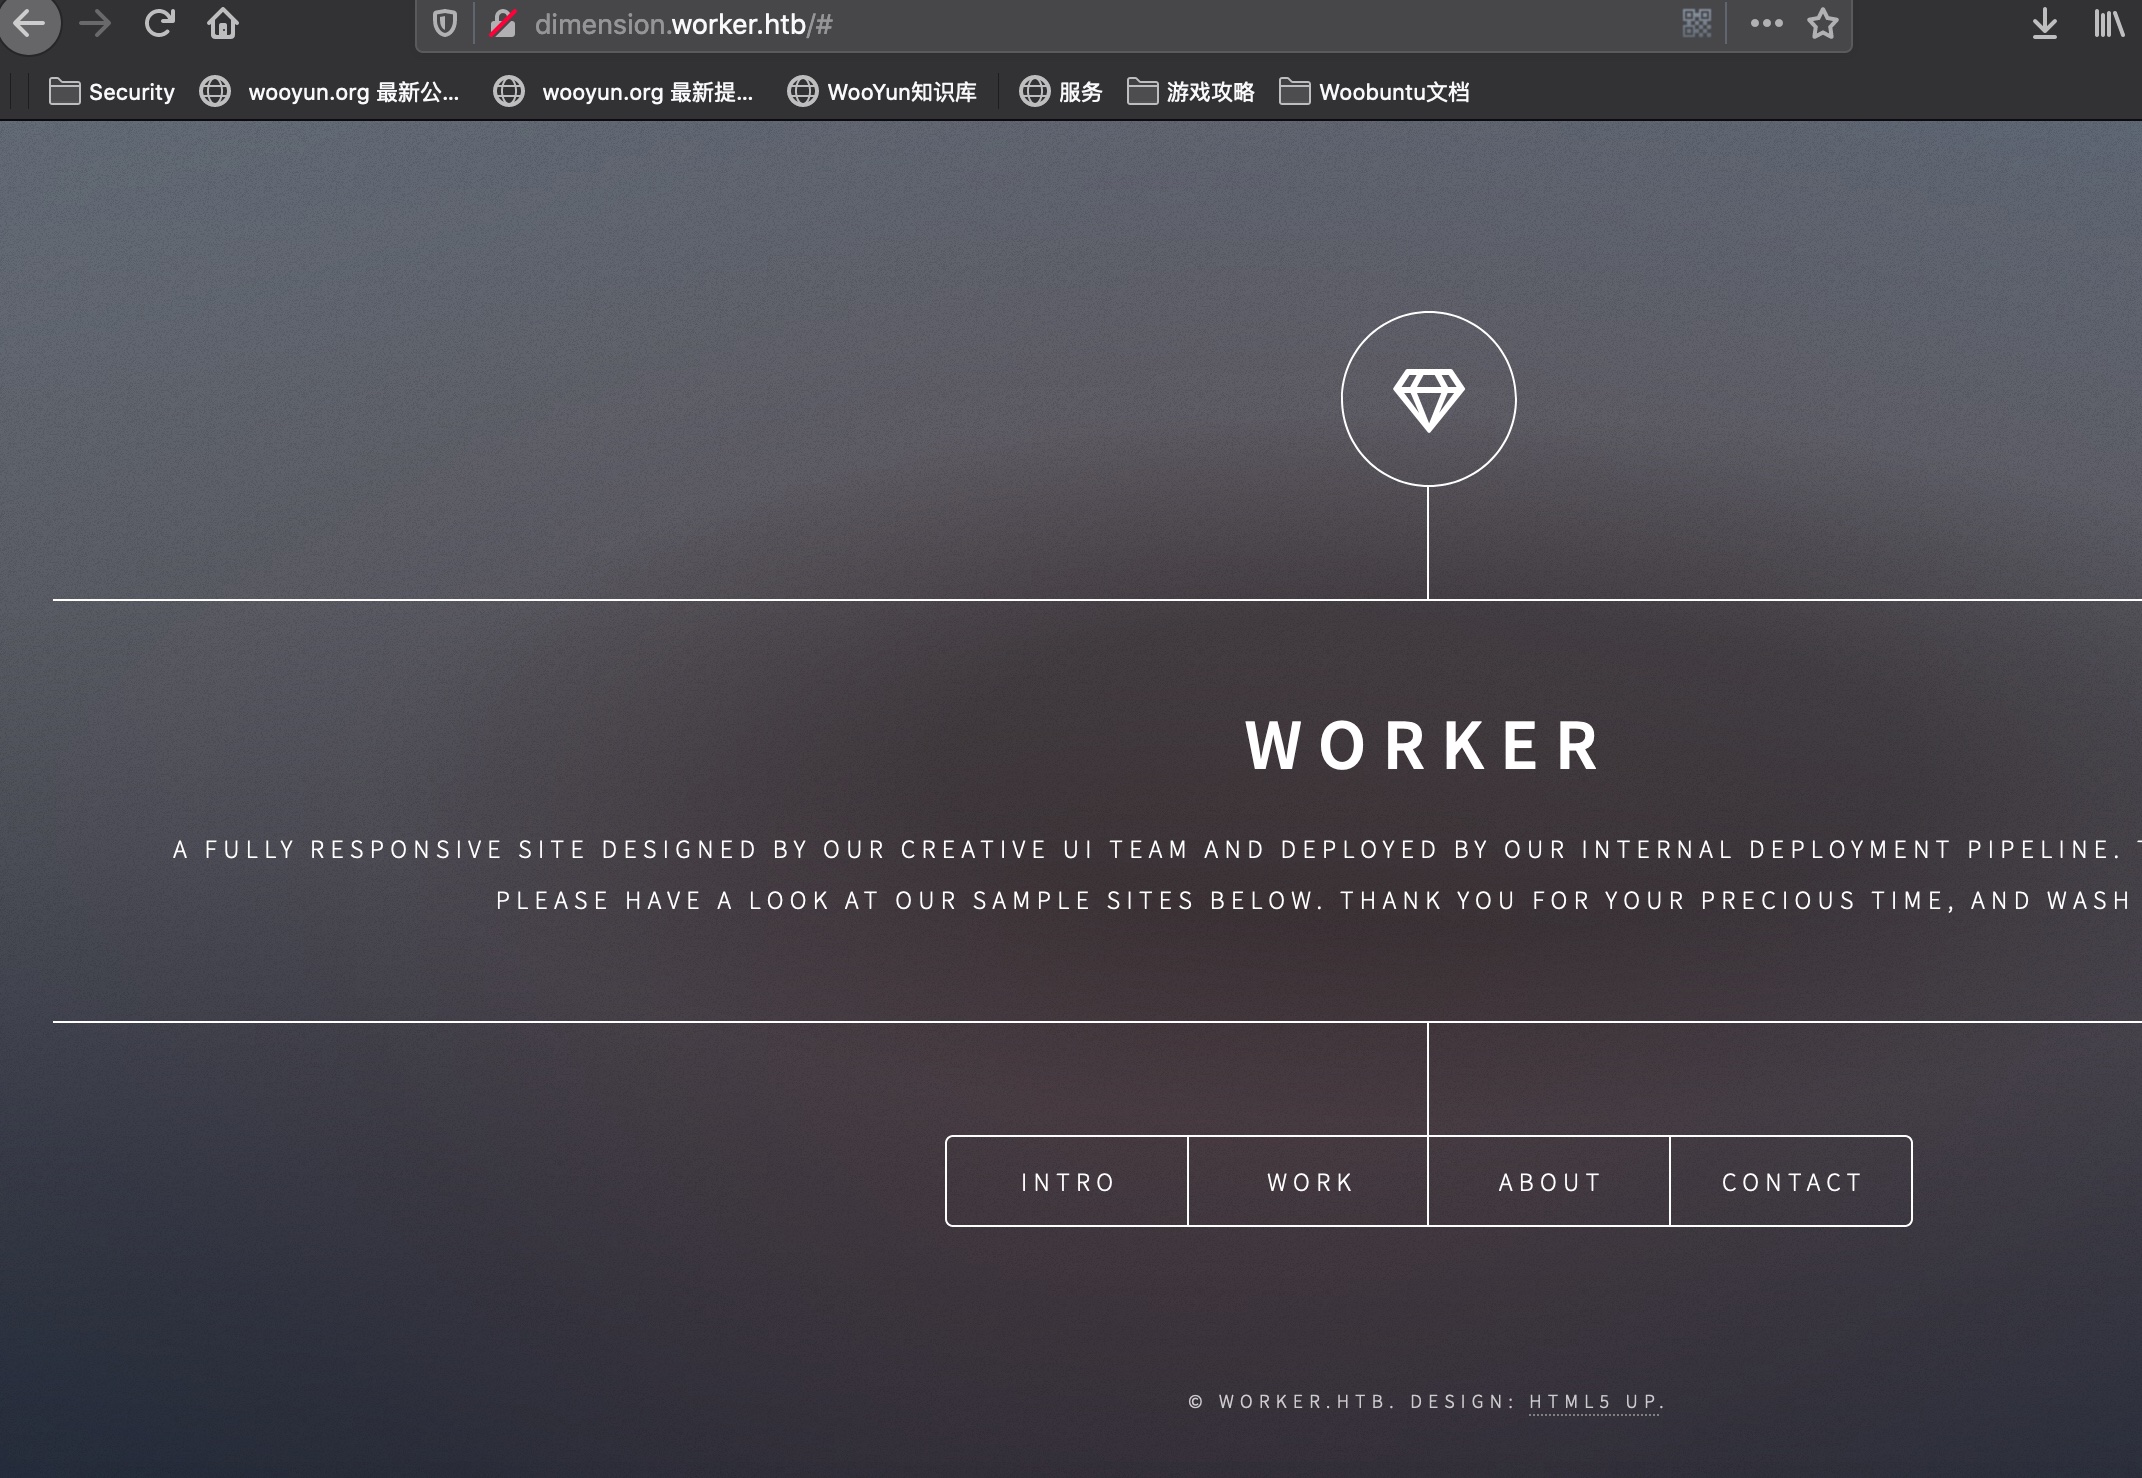 dimension.worker.htb/#
Security wooyun.org 最新公... wooyun.org 最新提... WooYun知识库 服务 游戏攻略 Woobuntu文档
WORKER
A FULLY RESPONSIVE SITE DESIGNED BY OUR CREATIVE UI TEAM AND DEPLOYED BY OUR INTERNAL DEPLOYMENT PIPELINE.
PLEASE HAVE A LOOK AT OUR SAMPLE SITES BELOW. THANK YOU FOR YOUR PRECIOUS TIME, AND WASH
INTRO WORK ABOUT CONTACT
© WORKER.HTB. DESIGN: HTML5 UP.